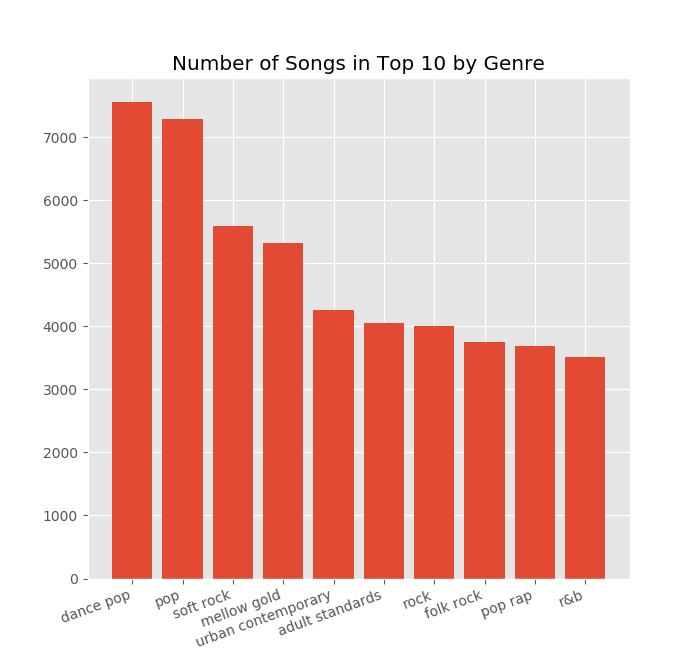 Number of Songs in Top 10 by Genre
7000
6000
5000
4000
3000
2000
1000
0
dance pop
pop
soft rock
mellow gold
urban contemporary
adult standards
rock
folk rock
pop rap
r&b